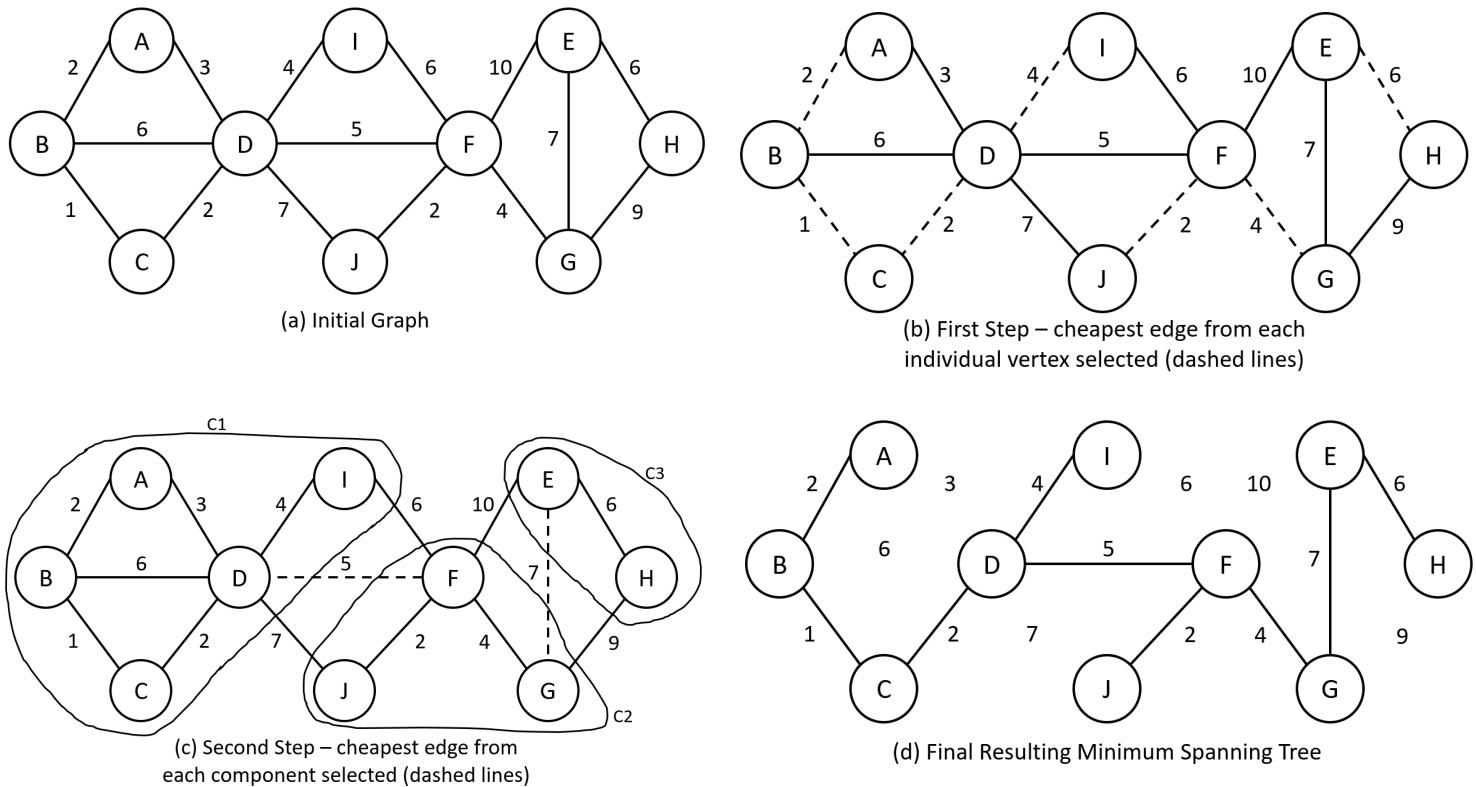 A I E
2 3 4 6 10 6
B 6 D 5 F 7 H
1 2 7 2 4 9
C J G
(a) Initial Graph
A I E
2 3 4 6 10 6
B 6 D 5 F 7 H
1 2 7 2 4 9
C J G
(b) First Step – cheapest edge from each
individual vertex selected (dashed lines)
C1
A I E C3
2 3 4 6 10 6
B 6 D 5 F 7 H
1 2 7 2 4 9
C J G C2
(c) Second Step – cheapest edge from
each component selected (dashed lines)
A I E
2 3 4 6 10 6
B 6 D 5 F 7 H
1 2 7 2 4 9
C J G
(d) Final Resulting Minimum Spanning Tree